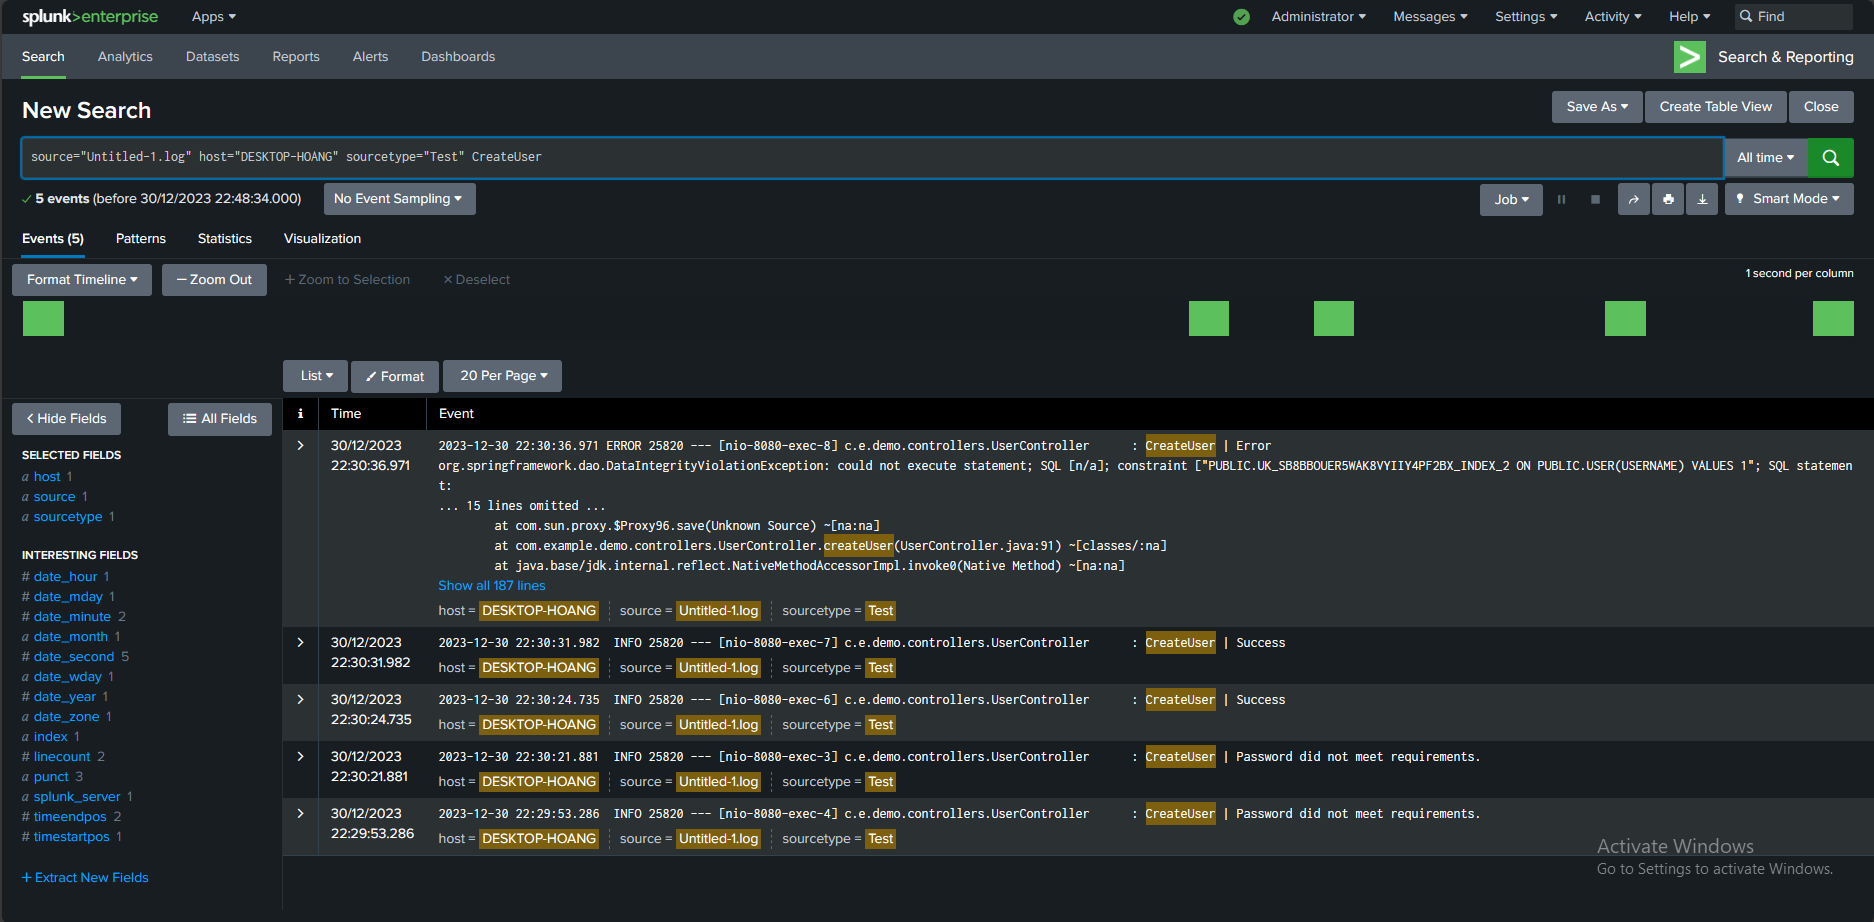 splunk>enterprise Apps Administrator Messages Settings Activity Help Find
Search Analytics Datasets Reports Alerts Dashboards Search & Reporting
New Search Save As Create Table View Close
source="Untitled-1.log" host="DESKTOP-HOANG" sourcetype="Test" CreateUser All time
5 events (before 30/12/2023 22:48:34.000) No Event Sampling Job Smart Mode
Events (5) Patterns Statistics Visualization
Format Timeline — Zoom Out + Zoom to Selection × Deselect 1 second per column
List Format 20 Per Page
< Hide Fields All Fields
SELECTED FIELDS
a host 1
a source 1
a sourcetype 1
INTERESTING FIELDS
# date_hour 1
# date_mday 1
# date_minute 2
a date_month 1
# date_second 5
a date_wday 1
# date_year 1
a date_zone 1
a index 1
# linecount 2
a punct 3
a splunk_server 1
# timeendpos 2
# timestartpos 1
+ Extract New Fields
i Time Event
30/12/2023
22:30:36.971
2023-12-30 22:30:36.971 ERROR 25820 --- [nio-8080-exec-8] c.e.demo.controllers.UserController : CreateUser | Error
org.springframework.dao.DataIntegrityViolationException: could not execute statement; SQL [n/a]; constraint ["PUBLIC.UK_SB8BBOUER5WAK8VYIIY4PF2BX_INDEX_2 ON PUBLIC.USER(USERNAME) VALUES 1"; SQL statemen
t:
... 15 lines omitted ...
at com.sun.proxy.$Proxy96.save(Unknown Source) ~[na:na]
at com.example.demo.controllers.UserController.createUser(UserController.java:91) ~[classes/:na]
at java.base/jdk.internal.reflect.NativeMethodAccessorImpl.invoke0(Native Method) ~[na:na]
Show all 187 lines
host = DESKTOP-HOANG source = Untitled-1.log sourcetype = Test
30/12/2023
22:30:31.982
2023-12-30 22:30:31.982 INFO 25820 --- [nio-8080-exec-7] c.e.demo.controllers.UserController : CreateUser | Success
host = DESKTOP-HOANG source = Untitled-1.log sourcetype = Test
30/12/2023
22:30:24.735
2023-12-30 22:30:24.735 INFO 25820 --- [nio-8080-exec-6] c.e.demo.controllers.UserController : CreateUser | Success
host = DESKTOP-HOANG source = Untitled-1.log sourcetype = Test
30/12/2023
22:30:21.881
2023-12-30 22:30:21.881 INFO 25820 --- [nio-8080-exec-3] c.e.demo.controllers.UserController : CreateUser | Password did not meet requirements.
host = DESKTOP-HOANG source = Untitled-1.log sourcetype = Test
30/12/2023
22:29:53.286
2023-12-30 22:29:53.286 INFO 25820 --- [nio-8080-exec-4] c.e.demo.controllers.UserController : CreateUser | Password did not meet requirements.
host = DESKTOP-HOANG source = Untitled-1.log sourcetype = Test
Activate Windows
Go to Settings to activate Windows.